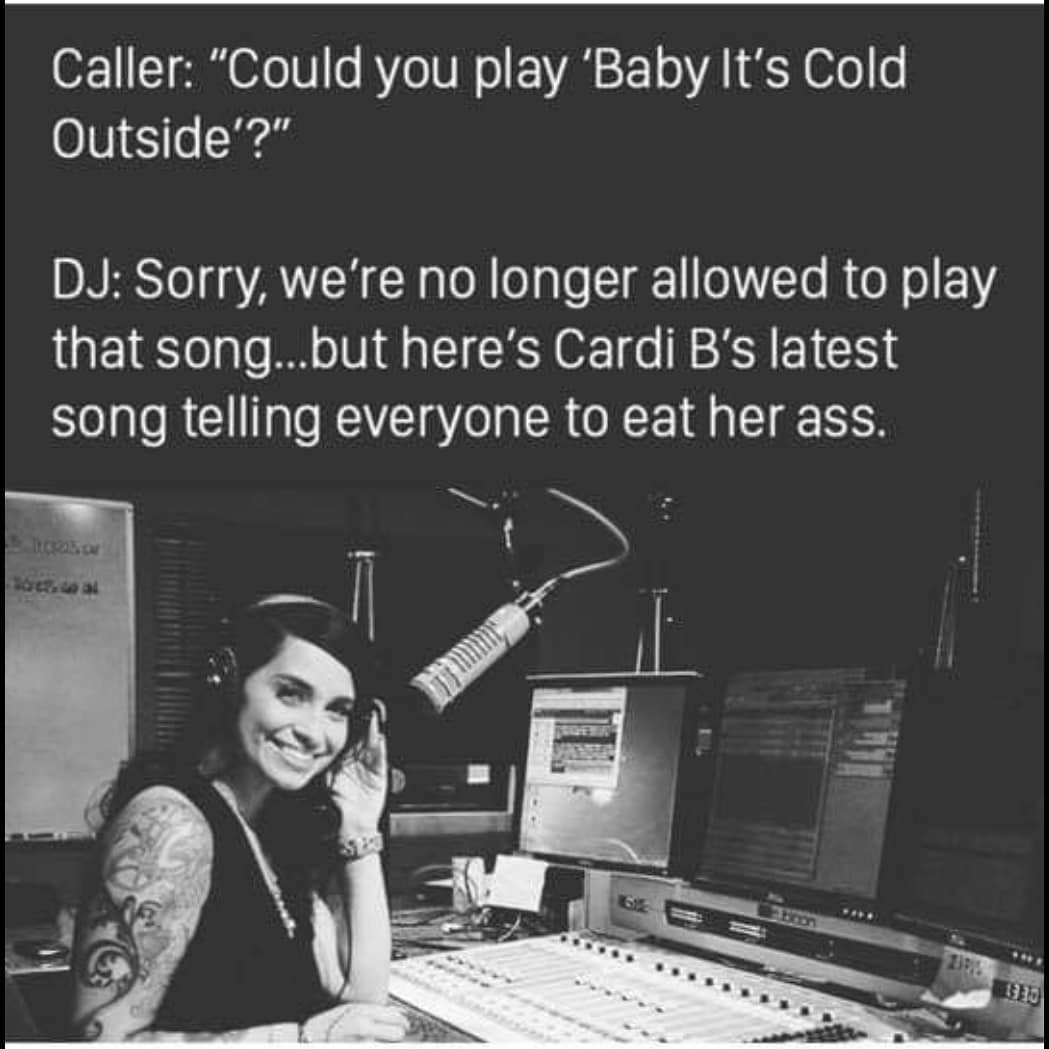 Caller: “Could you play ‘Baby It’s Cold
Outside’?”
DJ: Sorry, we’re no longer allowed to play
that song...but here’s Cardi B’s latest
song telling everyone to eat her ass.
1330